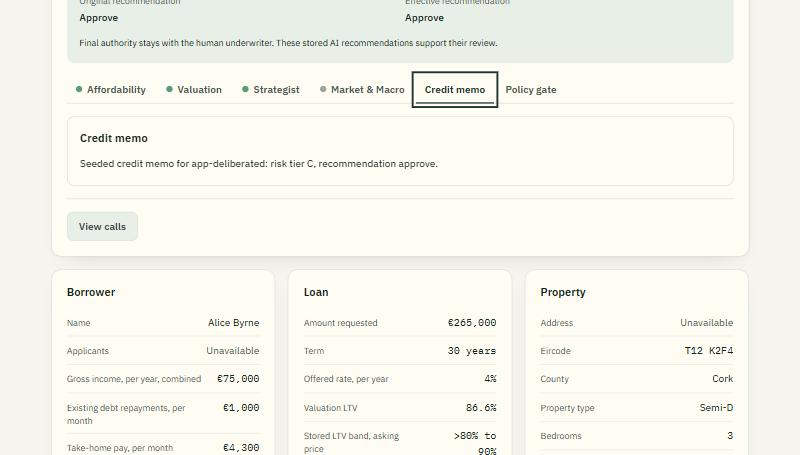 Original recommendation
Effective recommendation
Approve
Approve
Final authority stays with the human underwriter. These stored AI recommendations support their review.
Affordability
Valuation
Strategist
Market & Macro
Credit memo
Policy gate
Credit memo
Seeded credit memo for app-deliberated: risk tier C, recommendation approve.
View calls
Borrower
Name
Alice Byrne
Applicants
Unavailable
Gross income, per year, combined
€75,000
Existing debt repayments, per
month
€1,000
Take-home pay, per month
€4,300
Loan
Amount requested
€265,000
Term
30 years
Offered rate, per year
4%
Valuation LTV
86.6%
Stored LTV band, asking
price
>80% to
90%
Property
Address
Unavailable
Eircode
T12 K2F4
County
Cork
Property type
Semi-D
Bedrooms
3